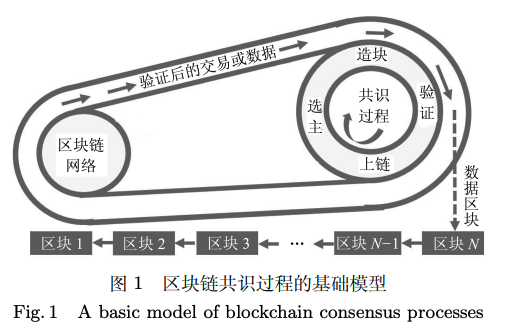 验证后的交易或数据
造块
选主
共识
过程
验证
上链
区块链
网络
数据区块
区块 1
区块 2
区块 3
…
区块 N−1
区块 N
图 1 区块链共识过程的基础模型
Fig. 1 A basic model of blockchain consensus processes